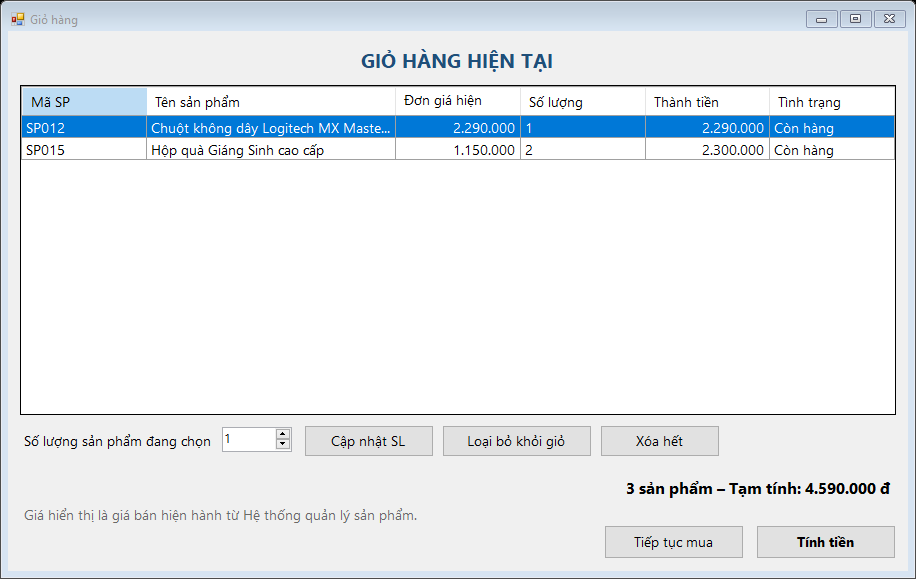 Giỏ hàng
GIỎ HÀNG HIỆN TẠI
Mã SP Tên sản phẩm Đơn giá hiện Số lượng Thành tiền Tình trạng
SP012 Chuột không dây Logitech MX Maste... 2.290.000 1 2.290.000 Còn hàng
SP015 Hộp quà Giáng Sinh cao cấp 1.150.000 2 2.300.000 Còn hàng
Số lượng sản phẩm đang chọn 1 Cập nhật SL Loại bỏ khỏi giỏ Xóa hết
3 sản phẩm – Tạm tính: 4.590.000 đ
Giá hiển thị là giá bán hiện hành từ Hệ thống quản lý sản phẩm.
Tiếp tục mua Tính tiền